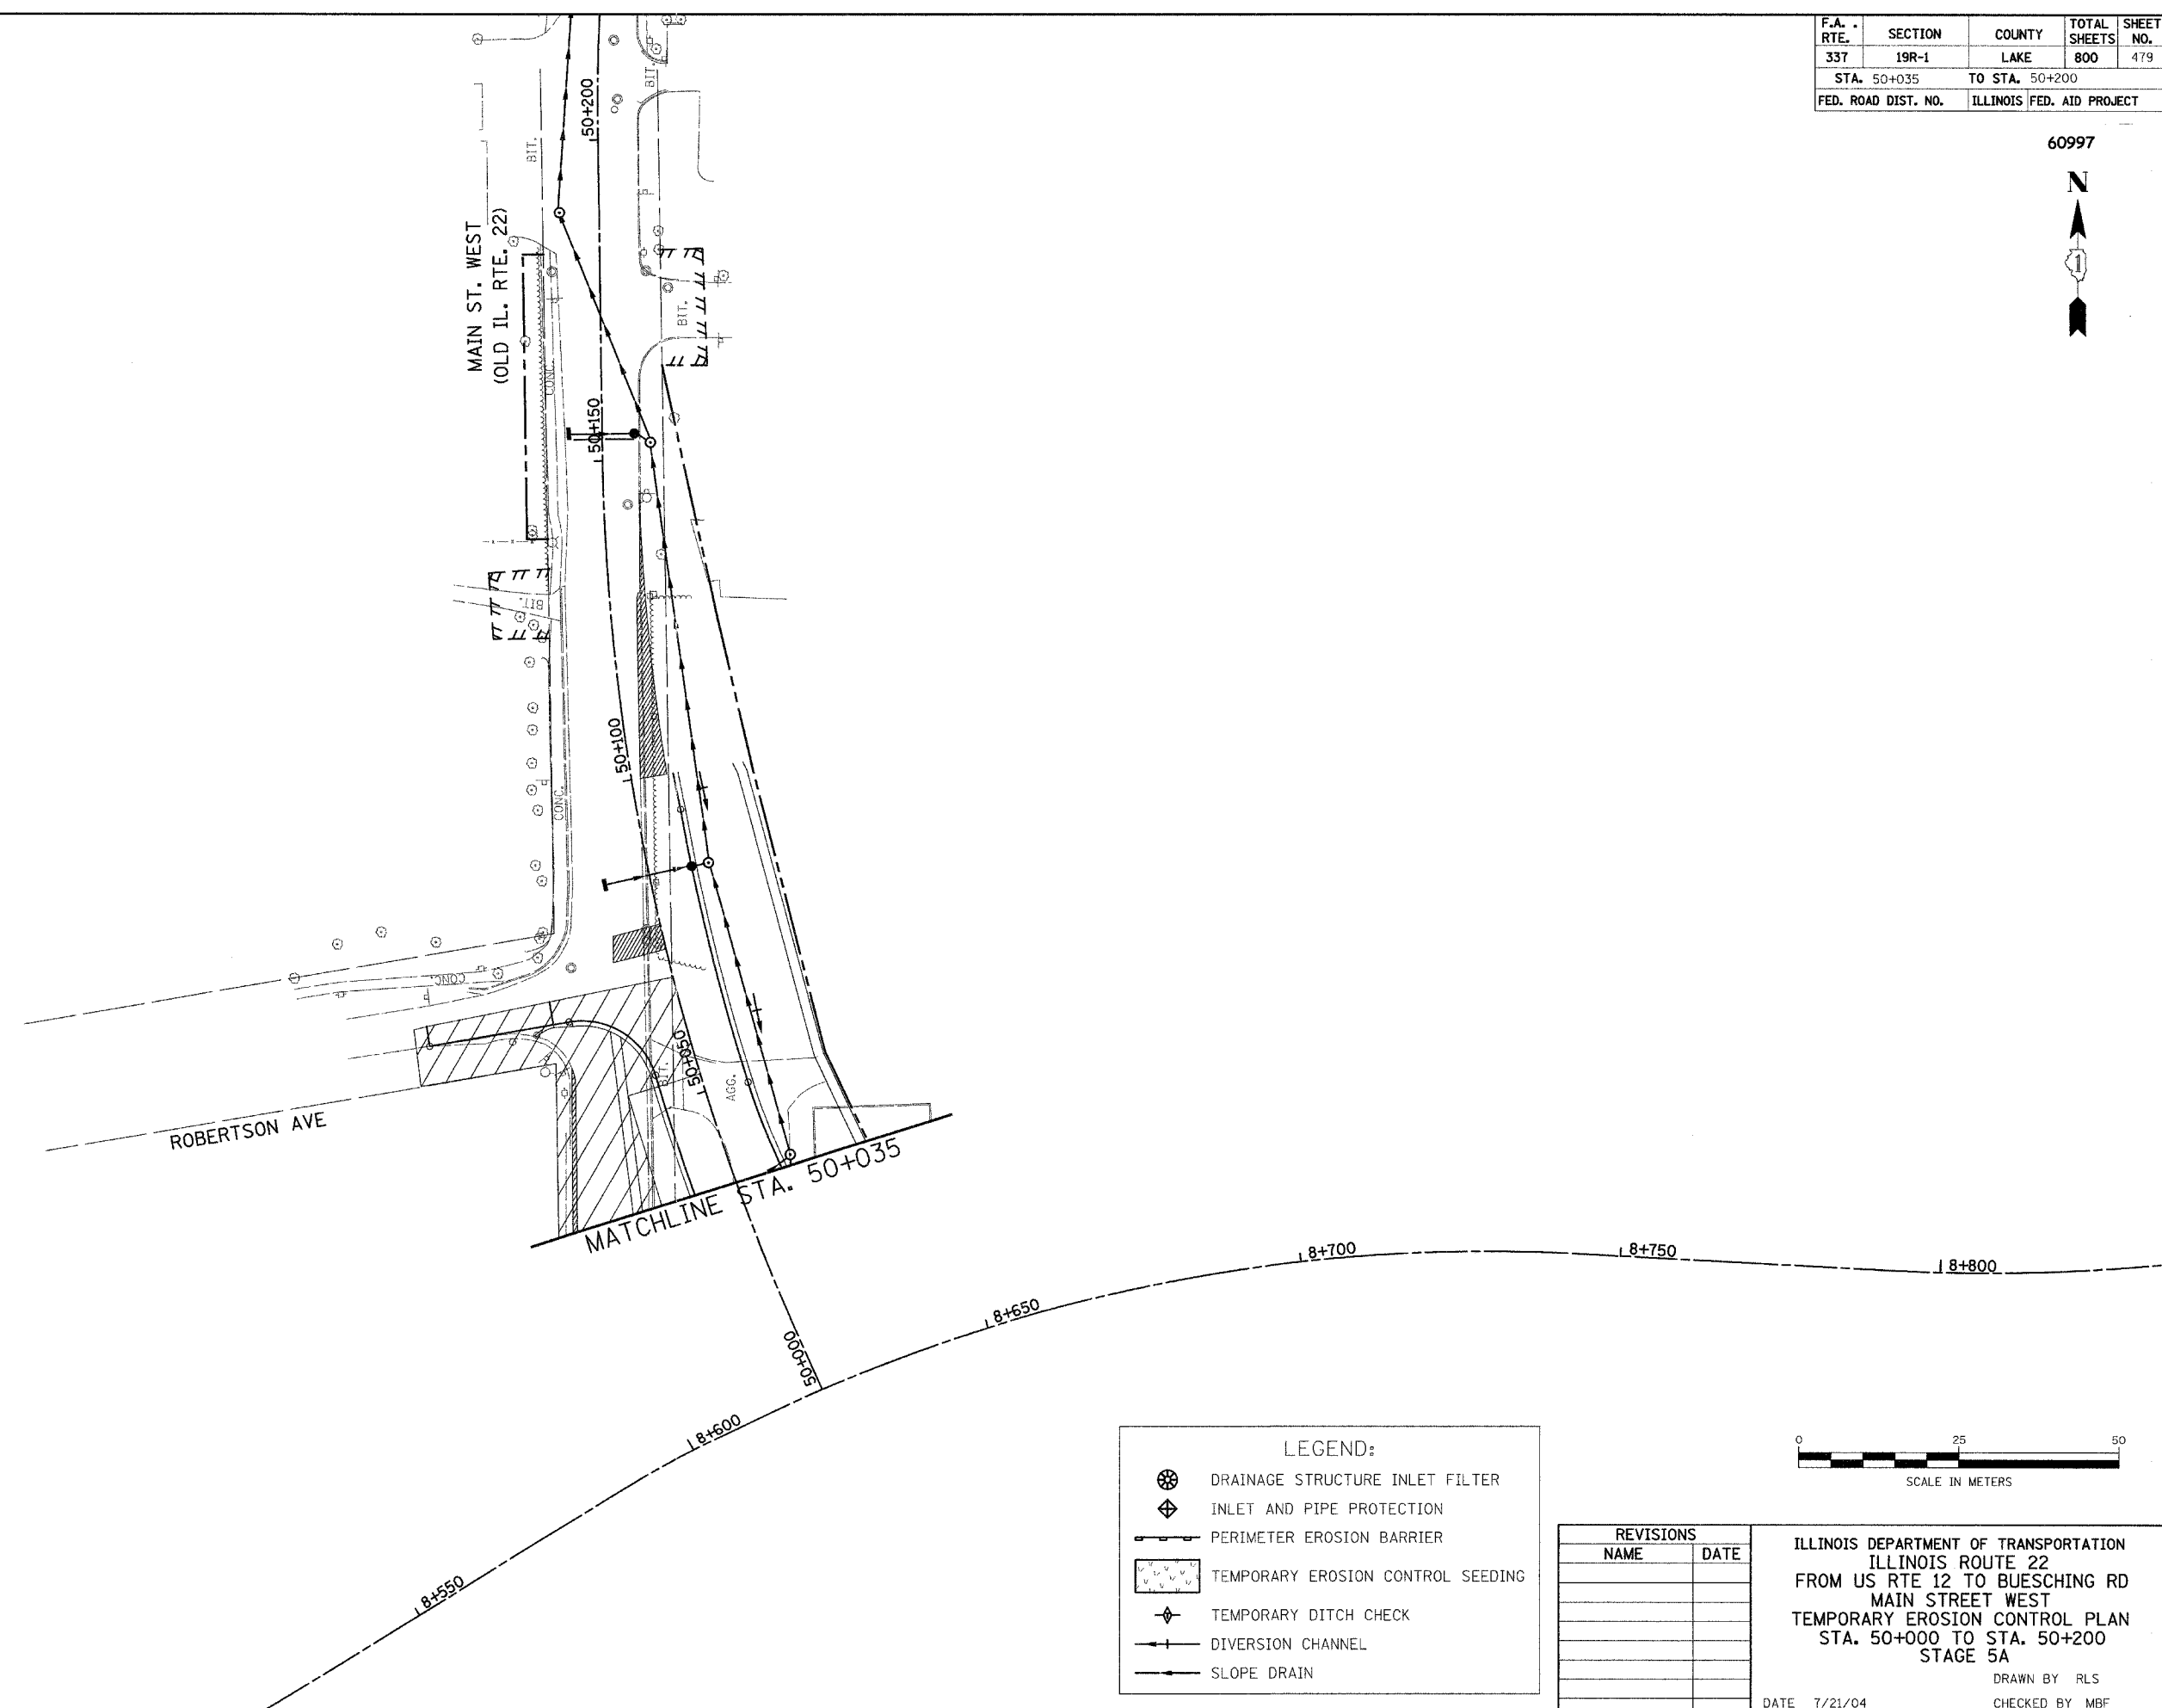 F.A. RTE. SECTION COUNTY TOTAL SHEETS SHEET NO.
337 19R-1 LAKE 800 479
STA. 50+035 TO STA. 50+200
FED. ROAD DIST. NO. ILLINOIS FED. AID PROJECT
60997
N
1
BIT.
BIT.
50+200
MAIN ST. WEST
(OLD IL. RTE. 22)
BIT.
CONC.
50+150
BIT.
50+100
CONC.
CONC.
50+050
BIT.
AGG.
ROBERTSON AVE
MATCHLINE STA. 50+035
50+000
8+550
8+600
8+650
8+700
8+750
8+800
LEGEND:
DRAINAGE STRUCTURE INLET FILTER
INLET AND PIPE PROTECTION
PERIMETER EROSION BARRIER
TEMPORARY EROSION CONTROL SEEDING
TEMPORARY DITCH CHECK
DIVERSION CHANNEL
SLOPE DRAIN
0 25 50
SCALE IN METERS
REVISIONS
NAME DATE
ILLINOIS DEPARTMENT OF TRANSPORTATION
ILLINOIS ROUTE 22
FROM US RTE 12 TO BUESCHING RD
MAIN STREET WEST
TEMPORARY EROSION CONTROL PLAN
STA. 50+000 TO STA. 50+200
STAGE 5A
DRAWN BY RLS
DATE 7/21/04 CHECKED BY MBF